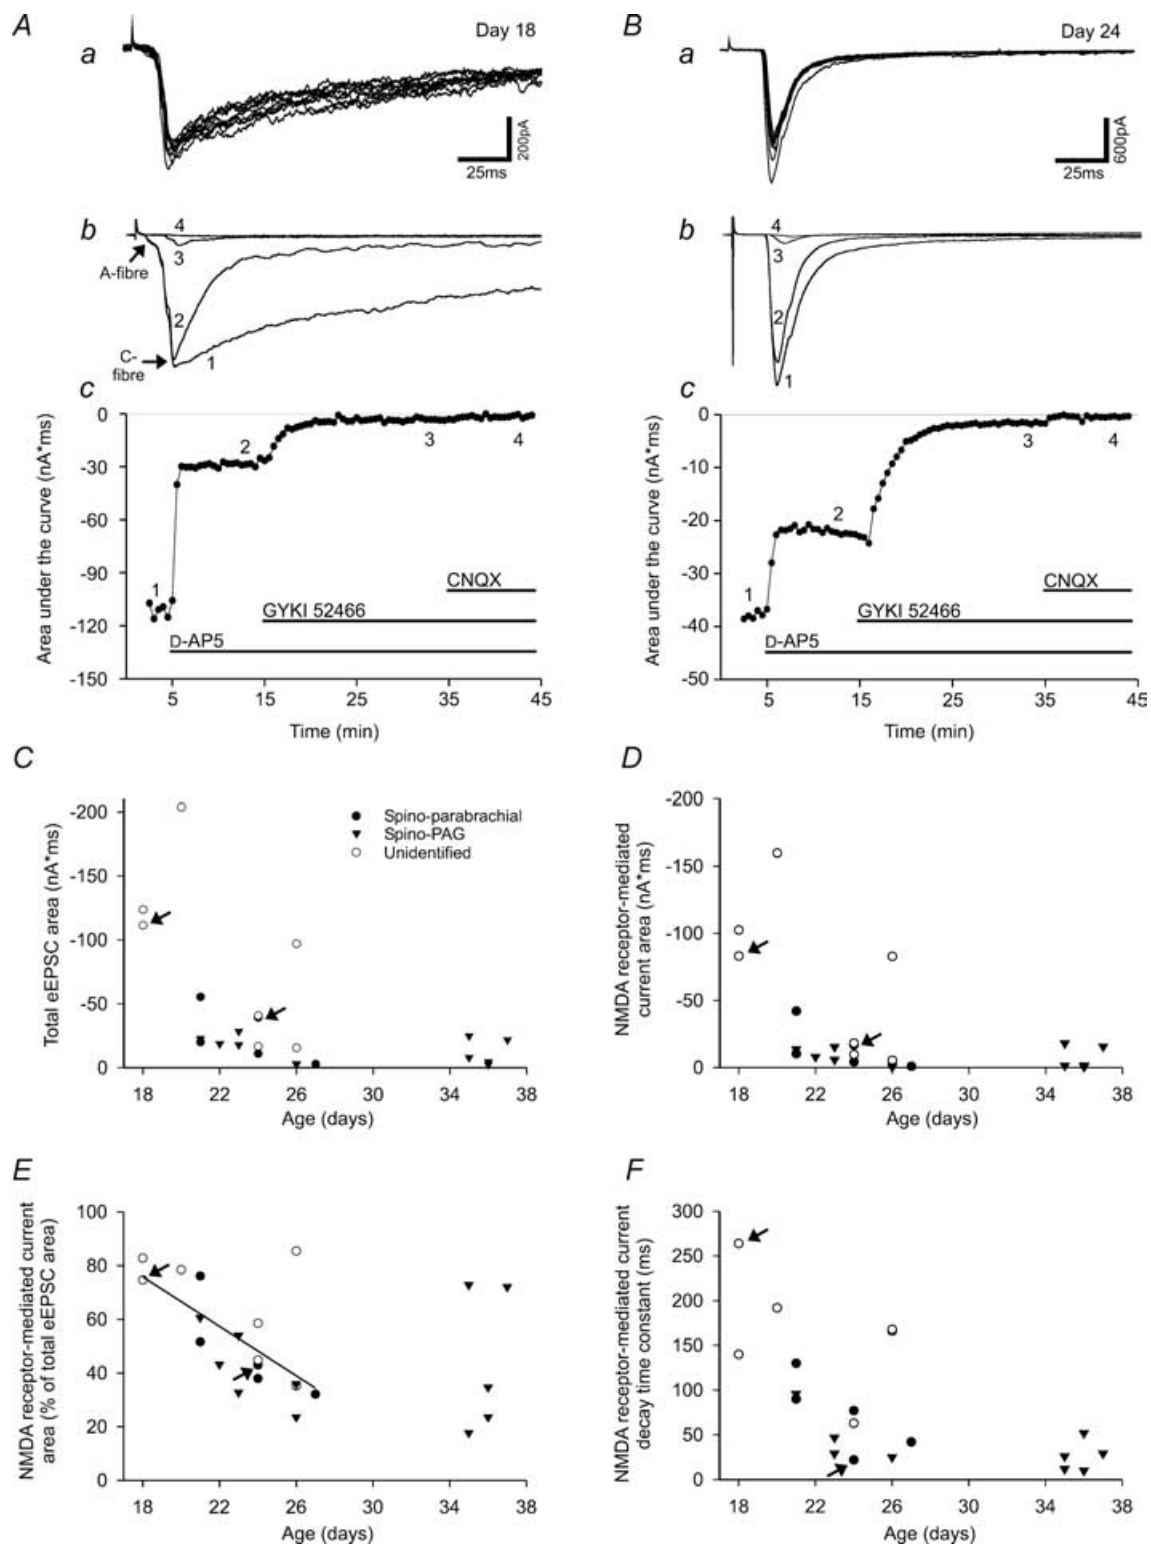 A
Day 18
a
200pA
25ms
b
4
A-fibre
3
2
C-
fibre
1
c
Area under the curve (nA*ms)
0
-30
-60
-90
-120
-150
1
2
3
4
CNQX
GYKI 52466
D-AP5
5
15
25
35
45
Time (min)
B
Day 24
a
600pA
25ms
b
4
3
2
1
c
Area under the curve (nA*ms)
0
-10
-20
-30
-40
-50
1
2
3
4
CNQX
GYKI 52466
D-AP5
5
15
25
35
45
Time (min)
C
Total eEPSC area (nA*ms)
-200
-150
-100
-50
0
Spino-parabrachial
Spino-PAG
Unidentified
18
22
26
30
34
38
Age (days)
D
NMDA receptor-mediated
current area (nA*ms)
-200
-150
-100
-50
0
18
22
26
30
34
38
Age (days)
E
NMDA receptor-mediated current
area (% of total eEPSC area)
100
80
60
40
20
0
18
22
26
30
34
38
Age (days)
F
NMDA receptor-mediated current
decay time constant (ms)
300
250
200
150
100
50
0
18
22
26
30
34
38
Age (days)